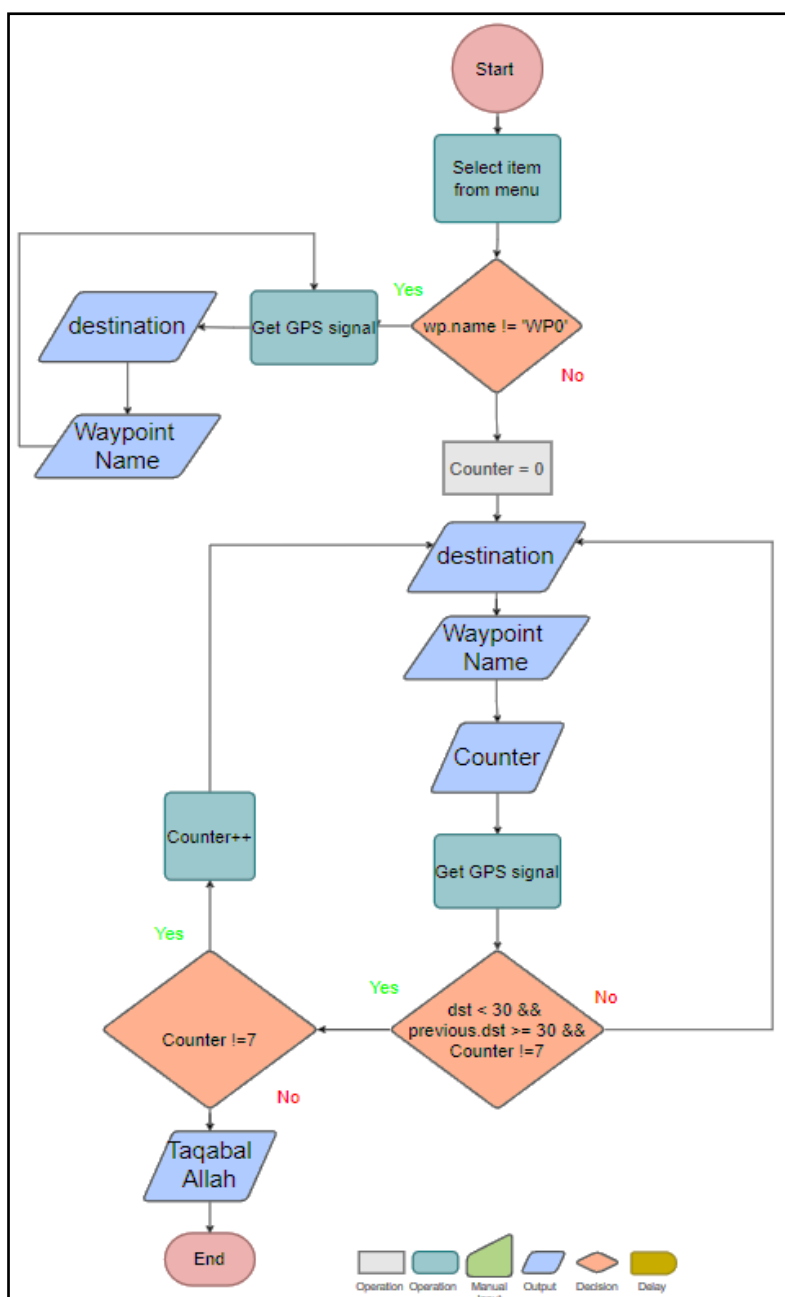 Start
Select item
from menu
Yes
wp.name != 'WP0'
Get GPS signal
destination
Waypoint
Name
No
Counter = 0
destination
Waypoint
Name
Counter
Get GPS signal
Counter++
Yes
Yes
dst < 30 &&
previous.dst >= 30 &&
Counter !=7
No
Counter !=7
No
Taqabal
Allah
End
Operation Operation Manual Output Decision Delay